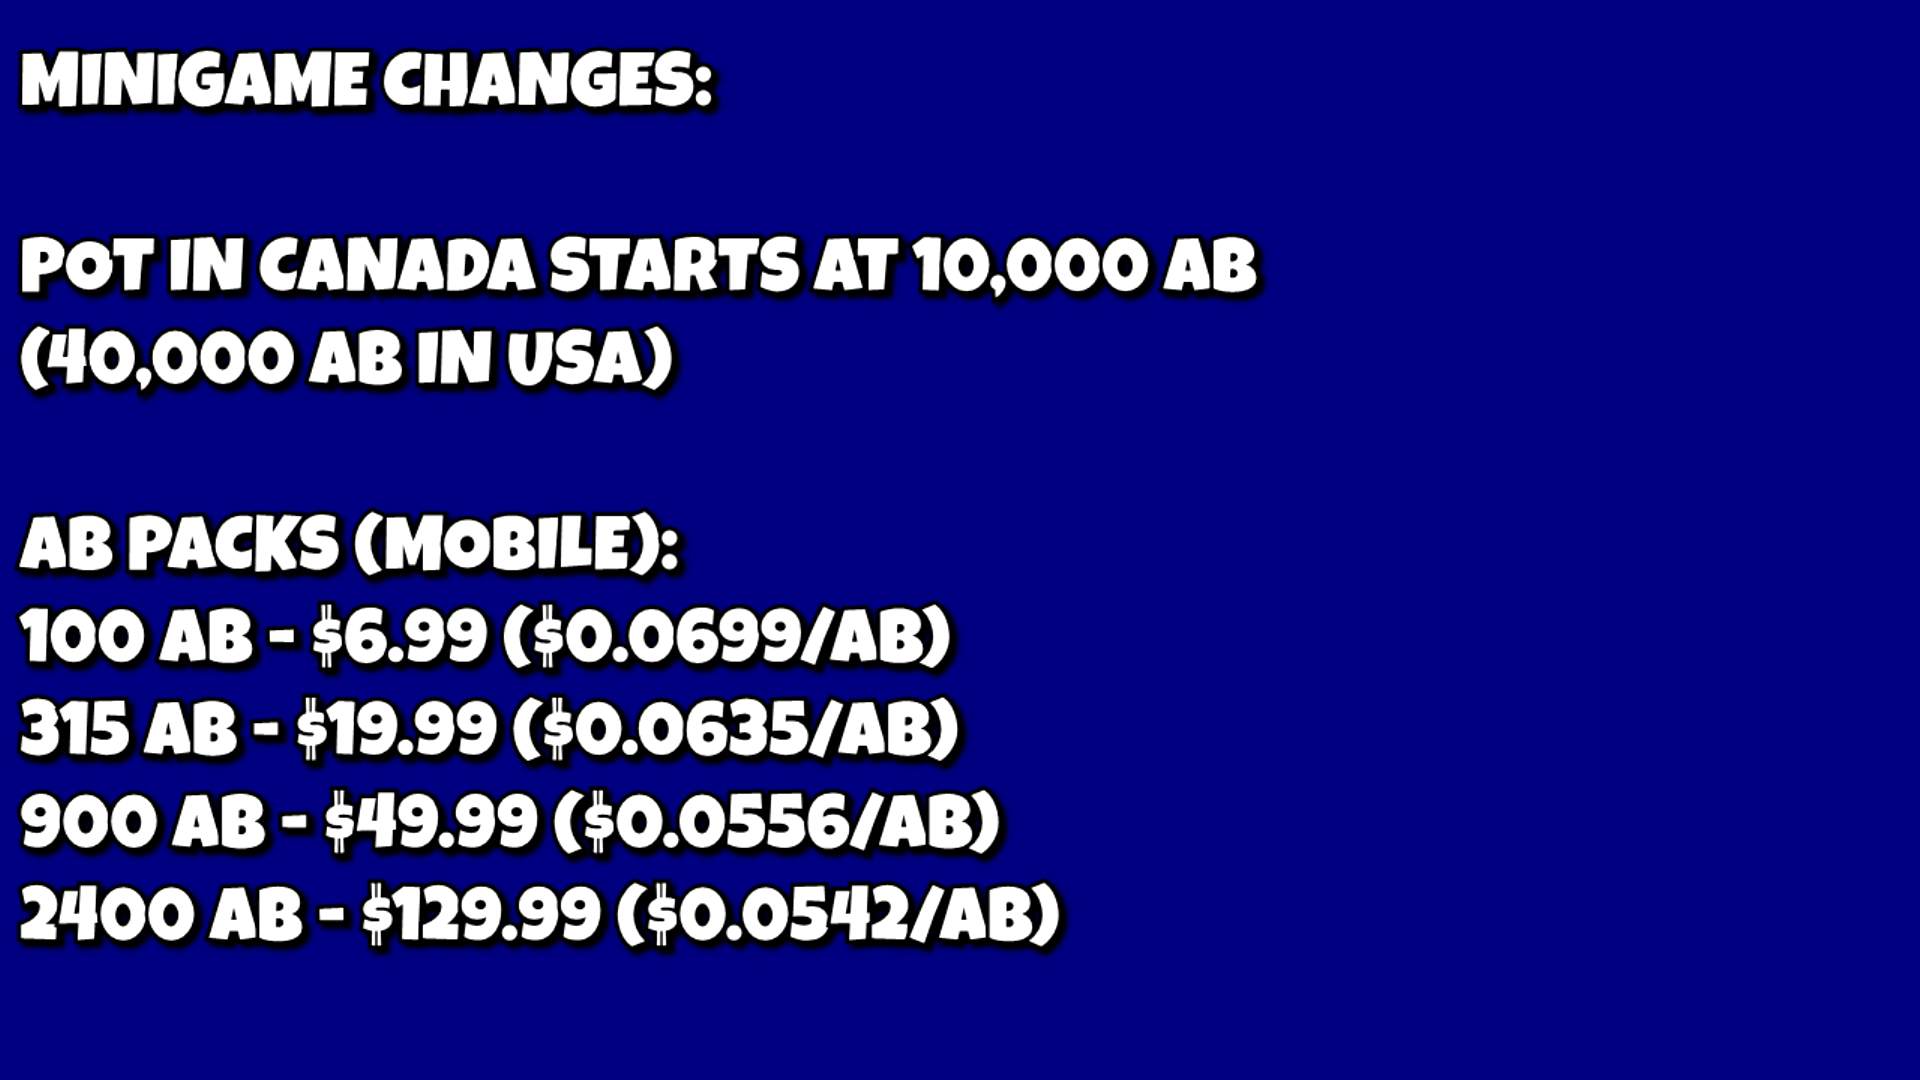 MINIGAME CHANGES:
POT IN CANADA STARTS AT 10,000 AB
(40,000 AB IN USA)
AB PACKS (MOBILE):
100 AB - $6.99 ($0.0699/AB)
315 AB - $19.99 ($0.0635/AB)
900 AB - $49.99 ($0.0556/AB)
2400 AB - $129.99 ($0.0542/AB)